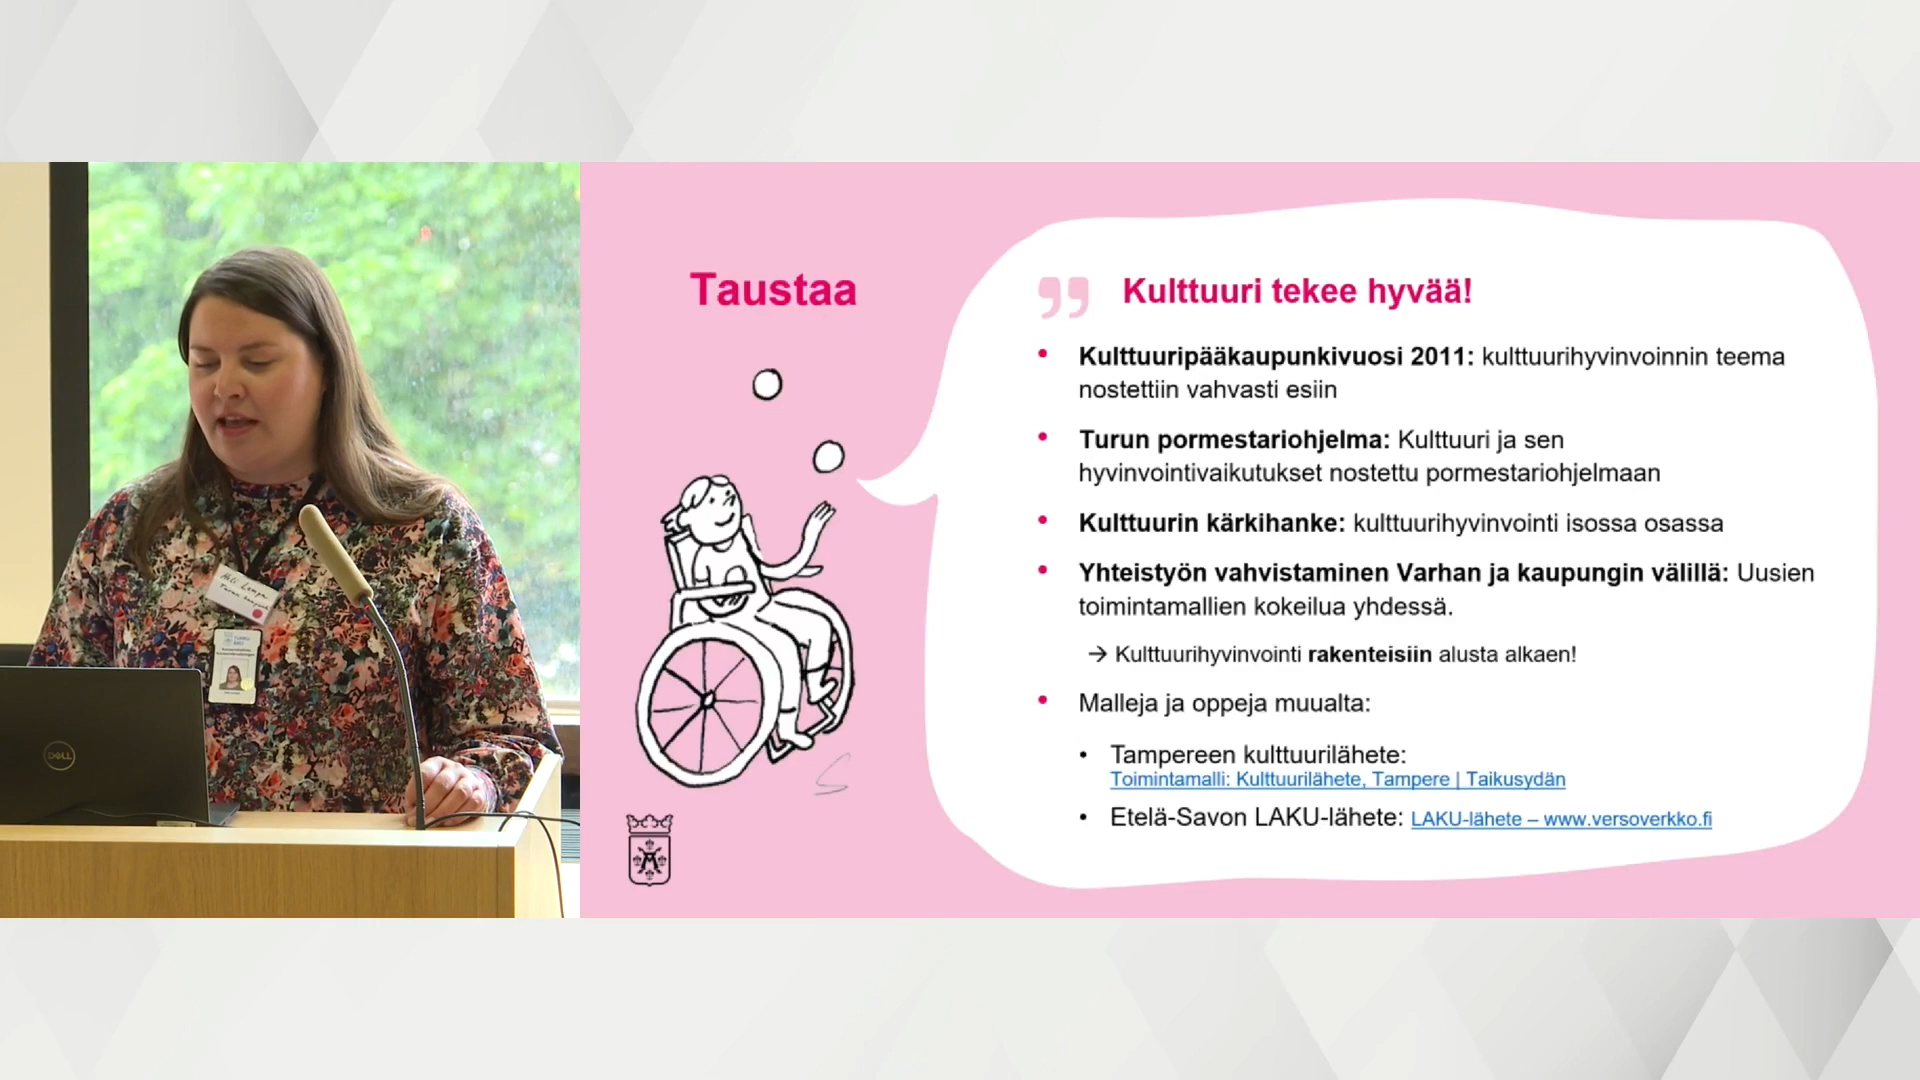 Taustaa
Kulttuuri tekee hyvää!
Kulttuuripääkaupunkivuosi 2011: kulttuurihyvinvoinnin teema
nostettiin vahvasti esiin
Turun pormestariohjelma: Kulttuuri ja sen
hyvinvointivaikutukset nostettu pormestariohjelmaan
Kulttuurin kärkihanke: kulttuurihyvinvointi isossa osassa
Yhteistyön vahvistaminen Varhan ja kaupungin välillä: Uusien
toimintamallien kokeilua yhdessä.
→ Kulttuurihyvinvointi rakenteisiin alusta alkaen!
Malleja ja oppeja muualta:
Tampereen kulttuurilähete:
Toimintamalli: Kulttuurilähete, Tampere | Taikusydän
Etelä-Savon LAKU-lähete: LAKU-lähete – www.versoverkko.fi
DELL